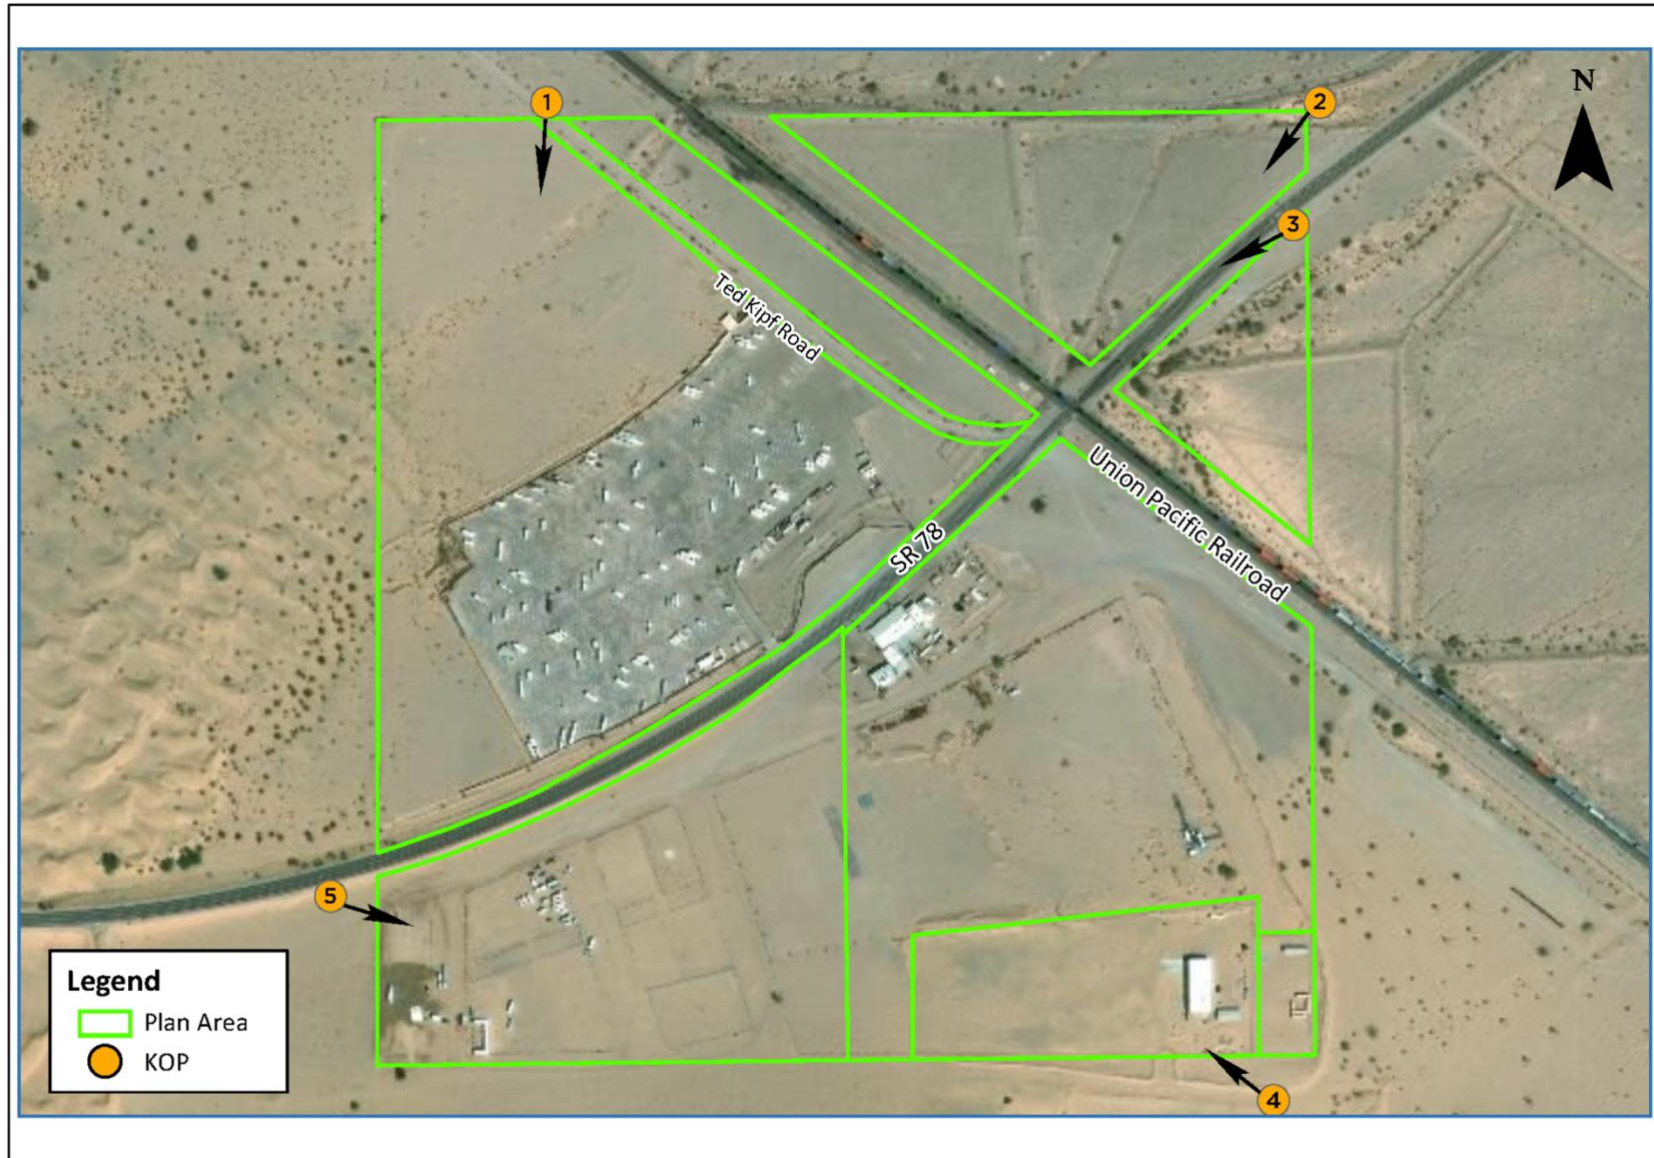 N
1
2
3
Ted Kipf Road
Union Pacific Railroad
SR 78
5
4
Legend
Plan Area
KOP